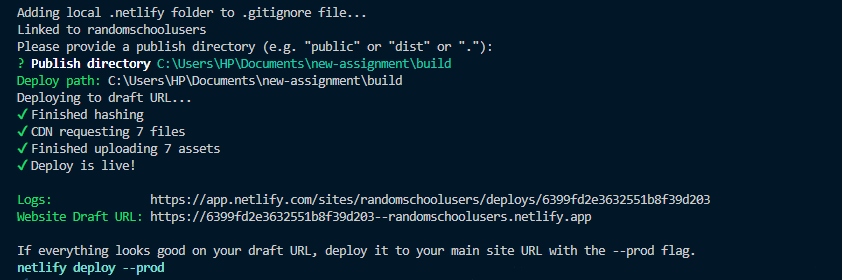 Adding local .netlify folder to .gitignore file...
Linked to randomschoolusers
Please provide a publish directory (e.g. "public" or "dist" or "."):
? Publish directory C:\Users\HP\Documents\new-assignment\build
Deploy path: C:\Users\HP\Documents\new-assignment\build
Deploying to draft URL...
✓ Finished hashing
✓ CDN requesting 7 files
✓ Finished uploading 7 assets
✓ Deploy is live!
Logs: https://app.netlify.com/sites/randomschoolusers/deploys/6399fd2e3632551b8f39d203
Website Draft URL: https://6399fd2e3632551b8f39d203--randomschoolusers.netlify.app
If everything looks good on your draft URL, deploy it to your main site URL with the --prod flag.
netlify deploy --prod